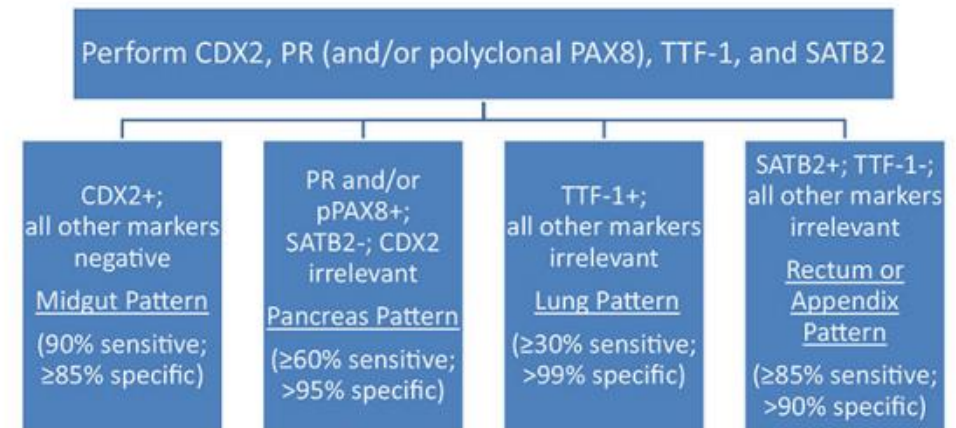 Perform CDX2, PR (and/or polyclonal PAX8), TTF-1, and SATB2
CDX2+;
all other markers
negative
Midgut Pattern
(90% sensitive;
≥85% specific)
PR and/or
pPAX8+;
SATB2-; CDX2
irrelevant
Pancreas Pattern
(≥60% sensitive;
>95% specific)
TTF-1+;
all other markers
irrelevant
Lung Pattern
(≥30% sensitive;
>99% specific)
SATB2+; TTF-1-;
all other markers
irrelevant
Rectum or
Appendix
Pattern
(≥85% sensitive;
>90% specific)